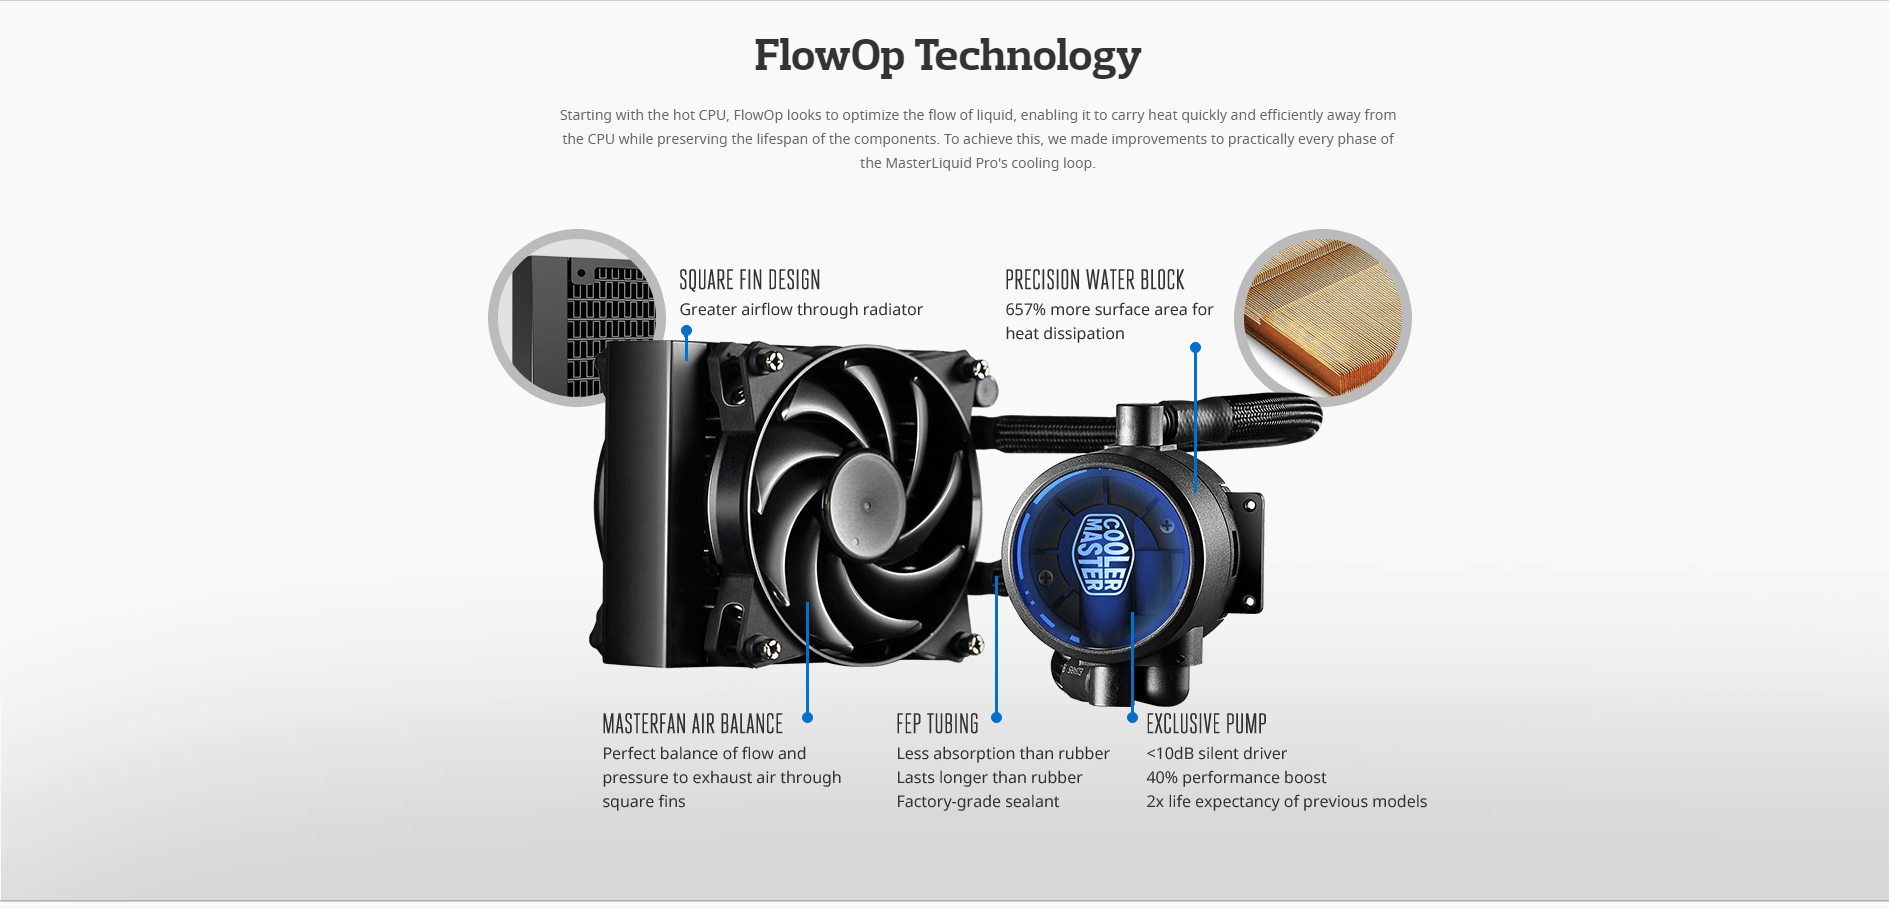 FlowOp Technology
Starting with the hot CPU, FlowOp looks to optimize the flow of liquid, enabling it to carry heat quickly and efficiently away from
the CPU while preserving the lifespan of the components. To achieve this, we made improvements to practically every phase of
the MasterLiquid Pro's cooling loop.
SQUARE FIN DESIGN
Greater airflow through radiator
PRECISION WATER BLOCK
657% more surface area for
heat dissipation
COOLER
MASTER
MASTERFAN AIR BALANCE
Perfect balance of flow and
pressure to exhaust air through
square fins
FEP TUBING
Less absorption than rubber
Lasts longer than rubber
Factory-grade sealant
EXCLUSIVE PUMP
<10dB silent driver
40% performance boost
2x life expectancy of previous models